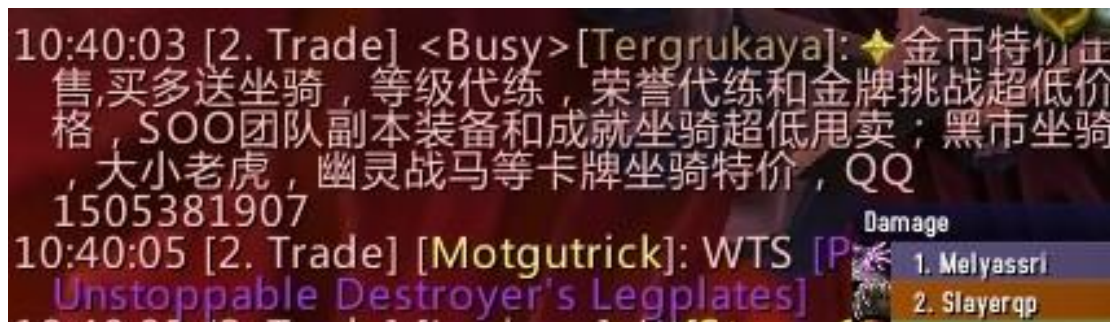 10:40:03 [2. Trade] <Busy>[Tergrukaya]: 金币特价出
售,买多送坐骑，等级代练，荣誉代练和金牌挑战超低价
格，SOO团队副本装备和成就坐骑超低甩卖；黑市坐骑
，大小老虎，幽灵战马等卡牌坐骑特价，QQ
1505381907
10:40:05 [2. Trade] [Motgutrick]: WTS [P
Unstoppable Destroyer's Legplates]
Damage
1. Melyassri
2. Slayerqp